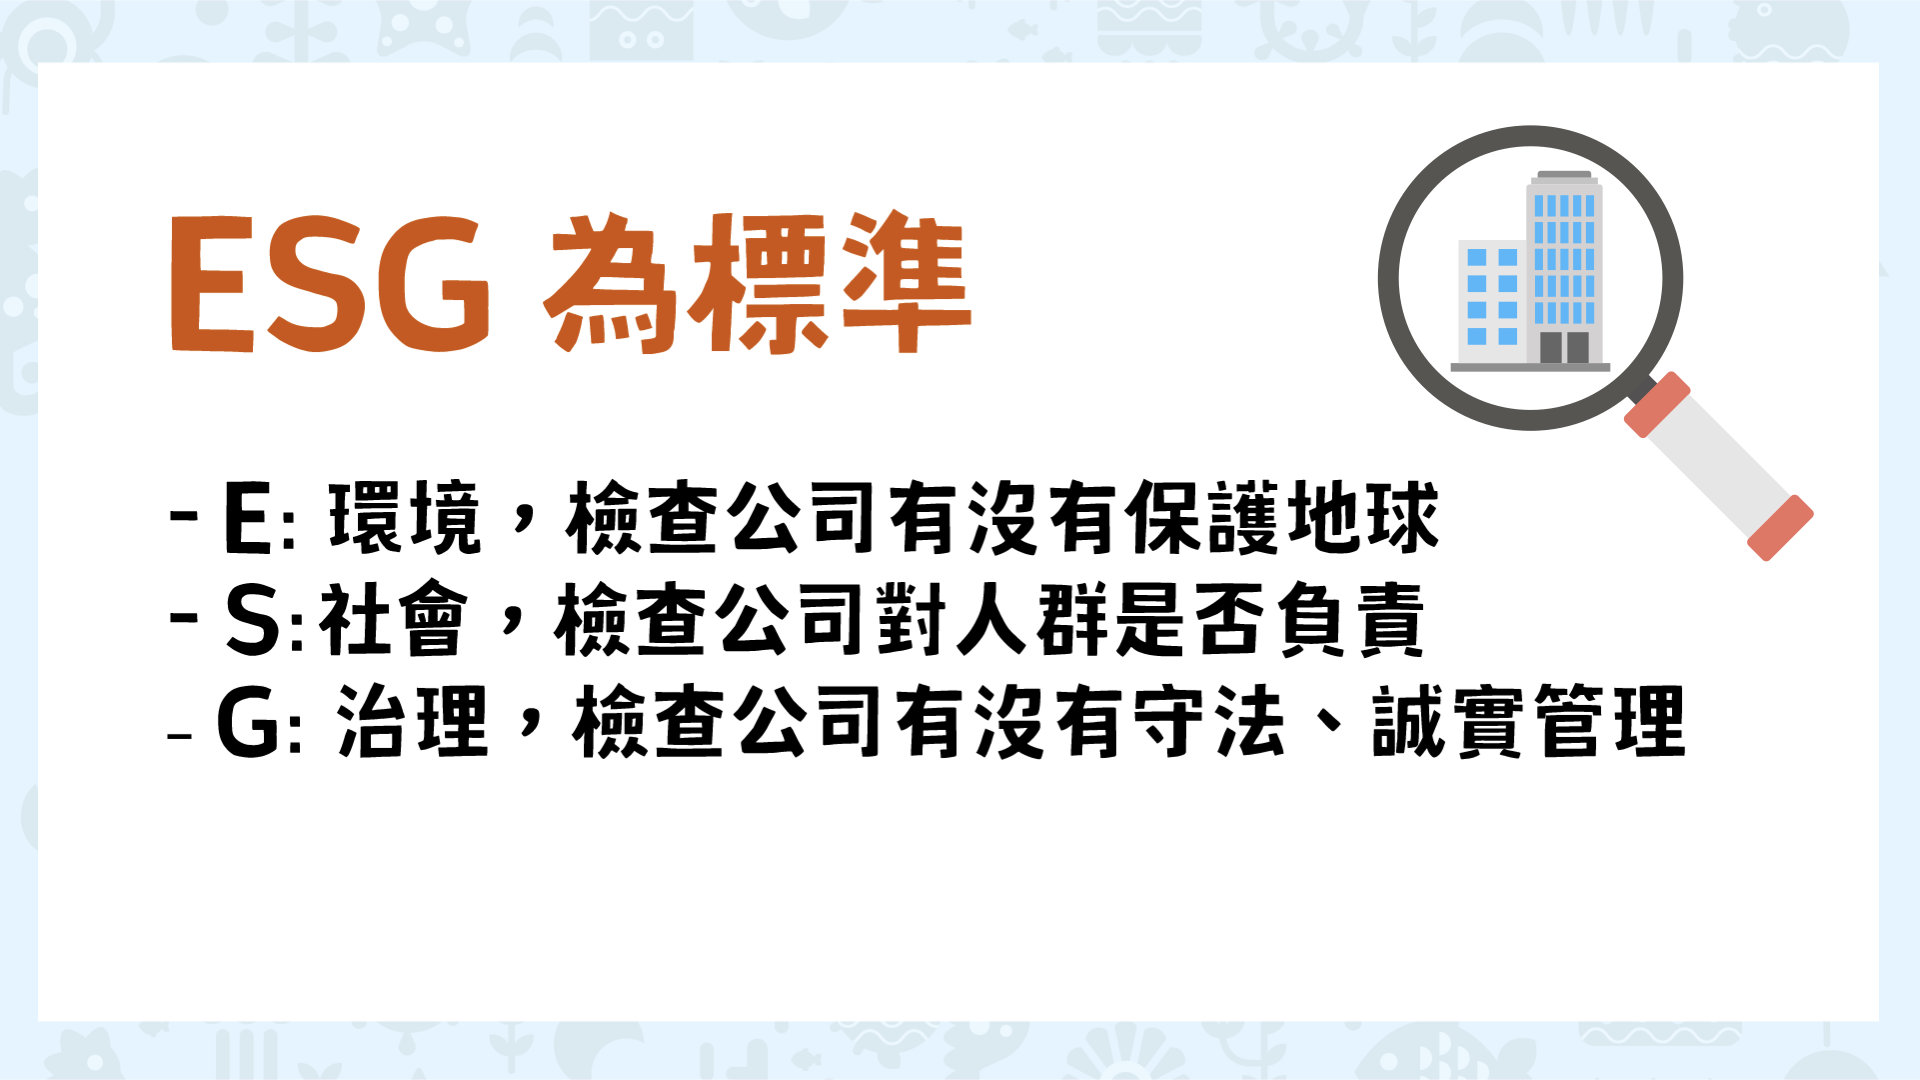 ESG 為標準
- E: 環境，檢查公司有沒有保護地球
- S:社會，檢查公司對人群是否負責
- G: 治理，檢查公司有沒有守法、誠實管理